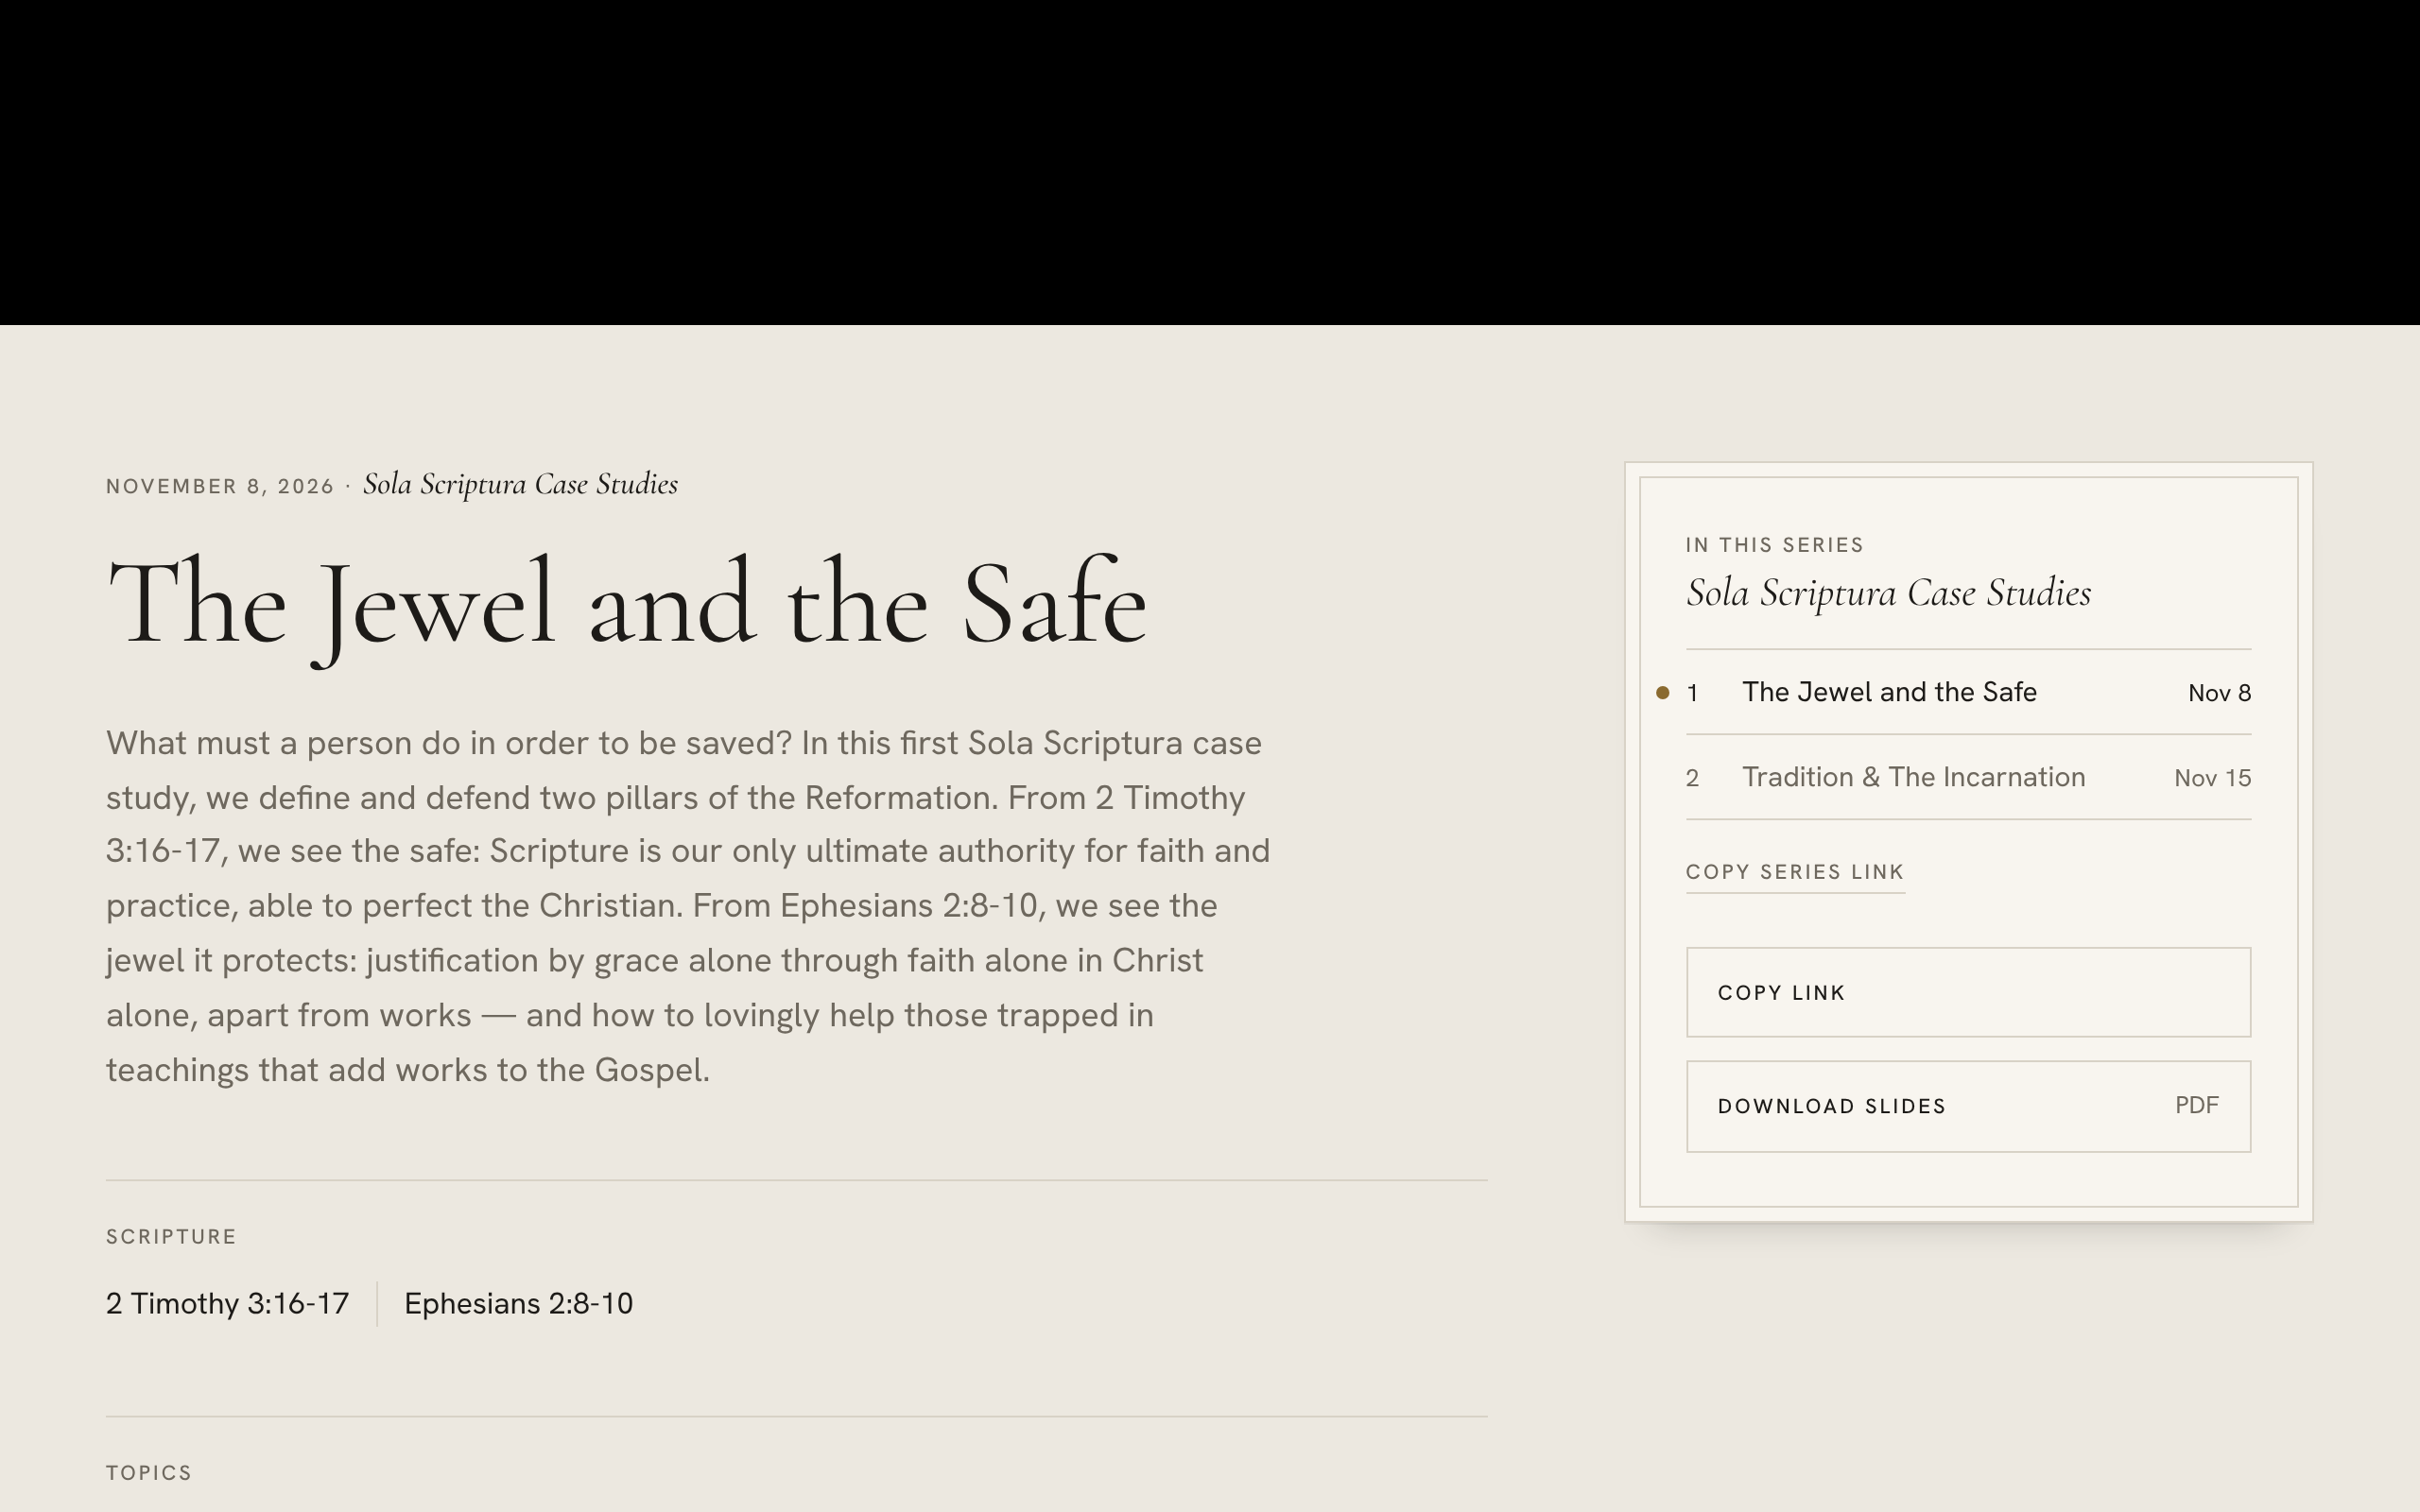 NOVEMBER 8, 2026 · Sola Scriptura Case Studies
The Jewel and the Safe
What must a person do in order to be saved? In this first Sola Scriptura case
study, we define and defend two pillars of the Reformation. From 2 Timothy
3:16-17, we see the safe: Scripture is our only ultimate authority for faith and
practice, able to perfect the Christian. From Ephesians 2:8-10, we see the
jewel it protects: justification by grace alone through faith alone in Christ
alone, apart from works — and how to lovingly help those trapped in
teachings that add works to the Gospel.
SCRIPTURE
2 Timothy 3:16-17 Ephesians 2:8-10
TOPICS
IN THIS SERIES
Sola Scriptura Case Studies
1 The Jewel and the Safe Nov 8
2 Tradition & The Incarnation Nov 15
COPY SERIES LINK
COPY LINK
DOWNLOAD SLIDES PDF